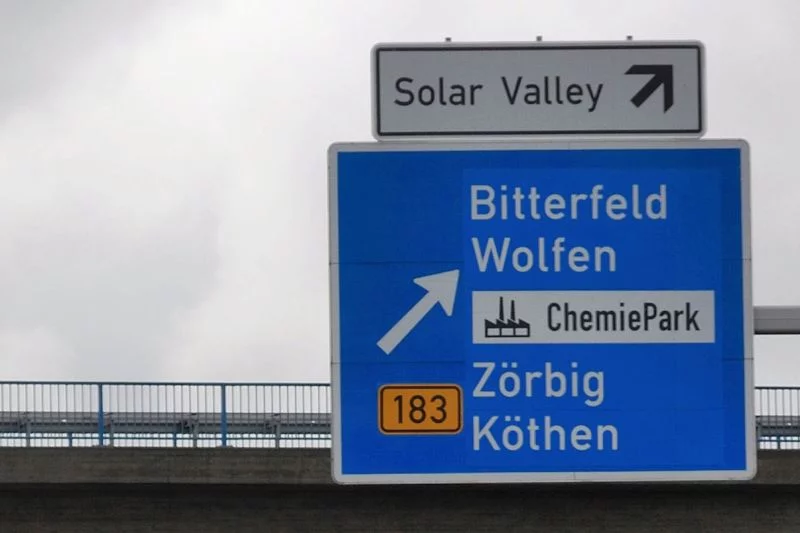 Solar Valley
Bitterfeld
Wolfen
ChemiePark
Zörbig
183
Köthen